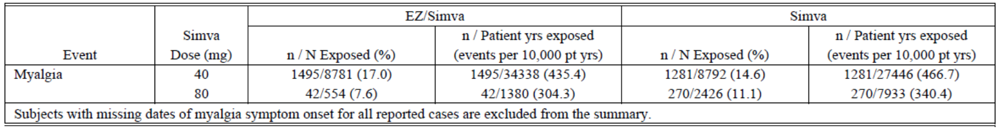 EZ/Simva Simva
Simva n / Patient yrs exposed n / Patient yrs exposed
Event Dose (mg) n / N Exposed (%) (events per 10,000 pt yrs) n / N Exposed (%) (events per 10,000 pt yrs)
Myalgia 40 1495/8781 (17.0) 1495/34338 (435.4) 1281/8792 (14.6) 1281/27446 (466.7)
80 42/554 (7.6) 42/1380 (304.3) 270/2426 (11.1) 270/7933 (340.4)
Subjects with missing dates of myalgia symptom onset for all reported cases are excluded from the summary.